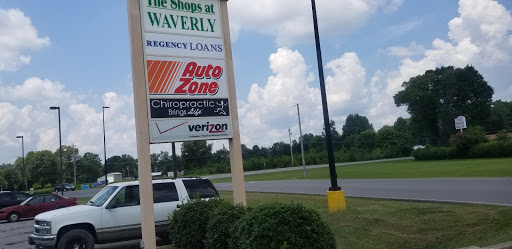 The Shops at
WAVERLY
REGENCY LOANS
Auto
Zone
Chiropractic
Brings Life
verizon